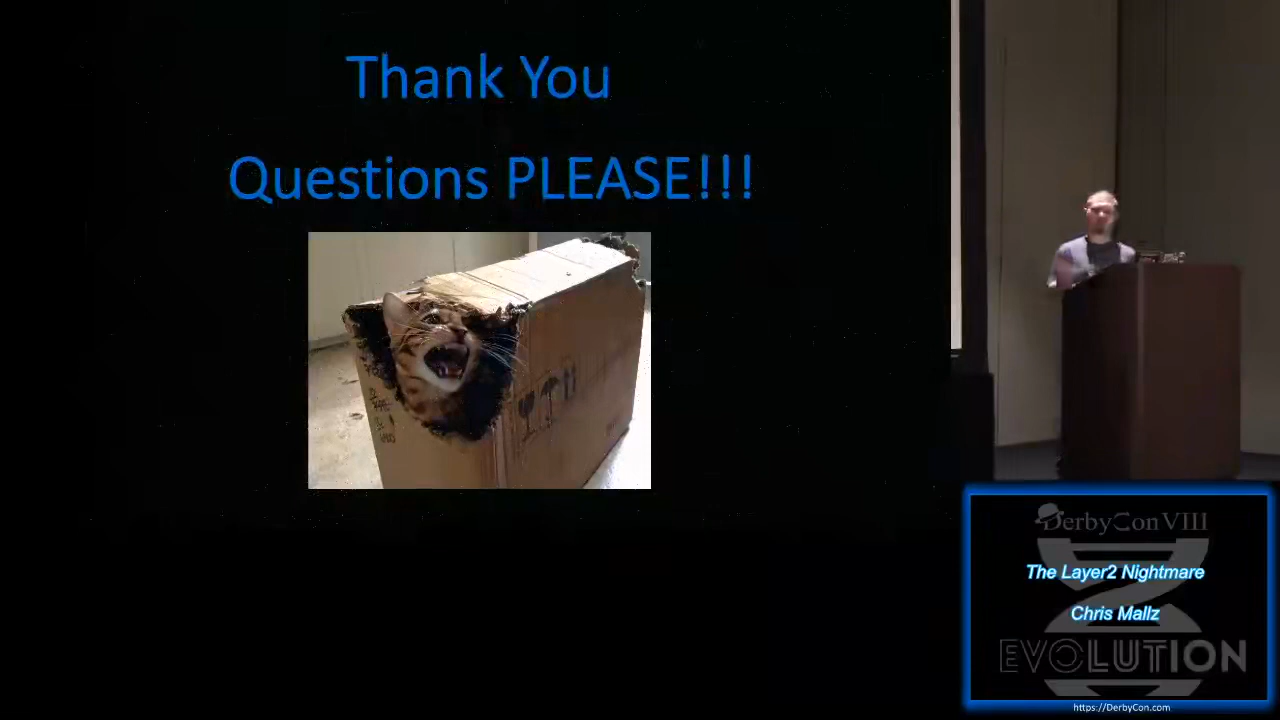 Thank You
Questions PLEASE!!!
DerbyCon VIII
The Layer2 Nightmare
Chris Mallz
EVOLUTION
https://DerbyCon.com